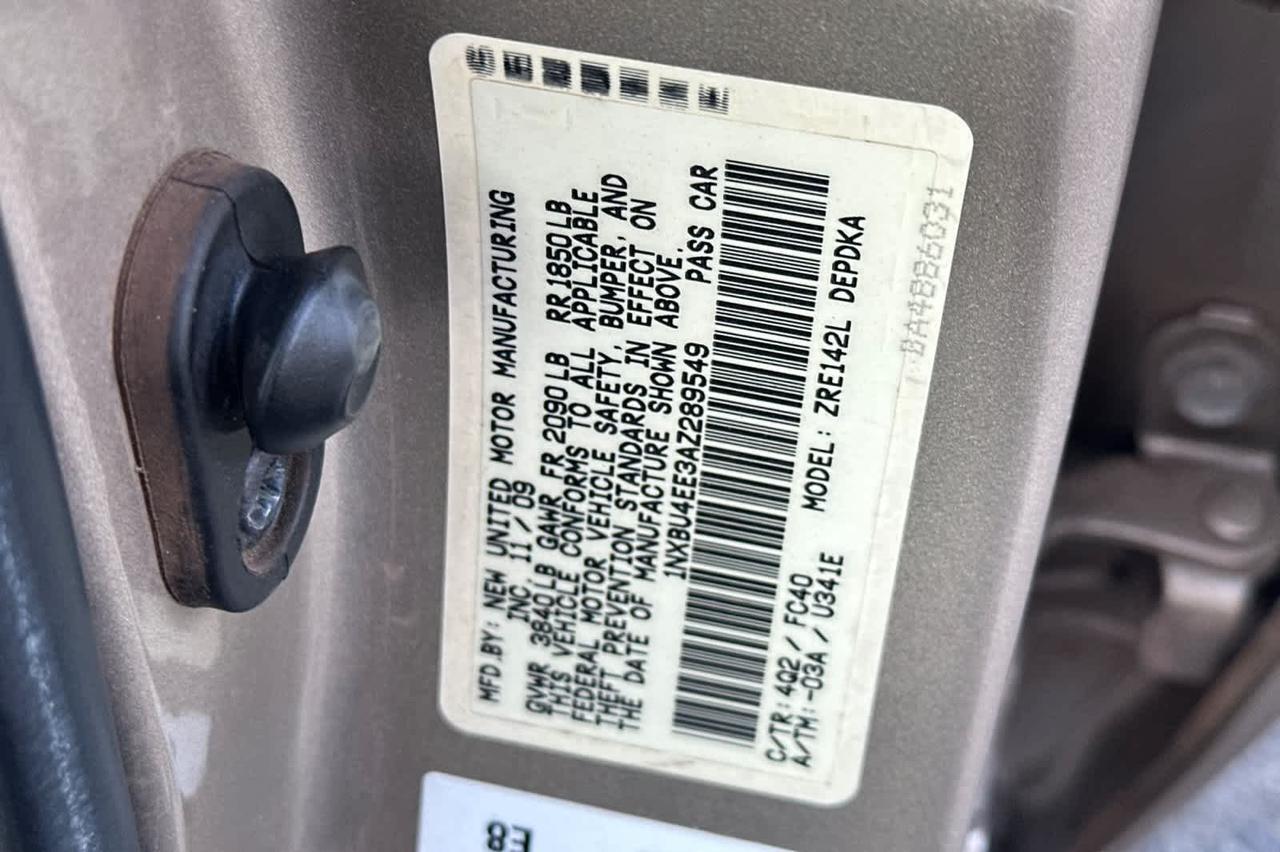 MFD.BY: NEW UNITED MOTOR MANUFACTURING
INC. 11/09
GVWR 3840LB GAWR FR 2090LB RR 1850LB
THIS VEHICLE CONFORMS TO ALL APPLICABLE
FEDERAL MOTOR VEHICLE SAFETY, BUMPER, AND
THEFT PREVENTION STANDARDS IN EFFECT ON
THE DATE OF MANUFACTURE SHOWN ABOVE.
1NXBU4EE3AZ289549 PASS CAR
C/TR: 4Q2/FC40 MODEL: ZRE142L DEPDKA
A/TM: -03A/U341E